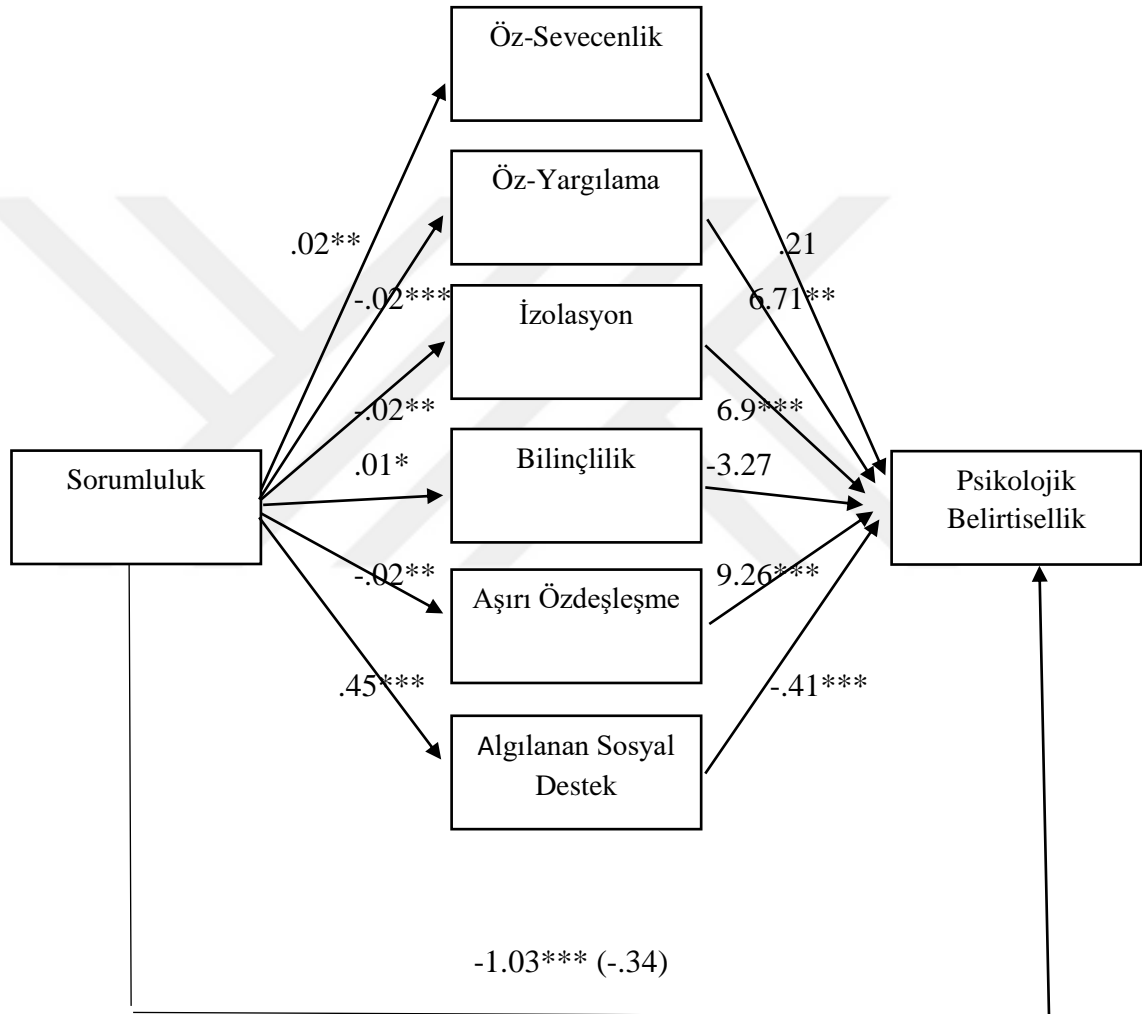 Öz-Sevecenlik
Öz-Yargılama
.02**
.21
-.02***
6.71**
İzolasyon
-.02**
6.9***
Sorumluluk
.01*
Bilinçlilik
-3.27
Psikolojik
Belirtisellik
-.02**
Aşırı Özdeşleşme
9.26***
.45***
-.41***
Algılanan Sosyal
Destek
-1.03*** (-.34)